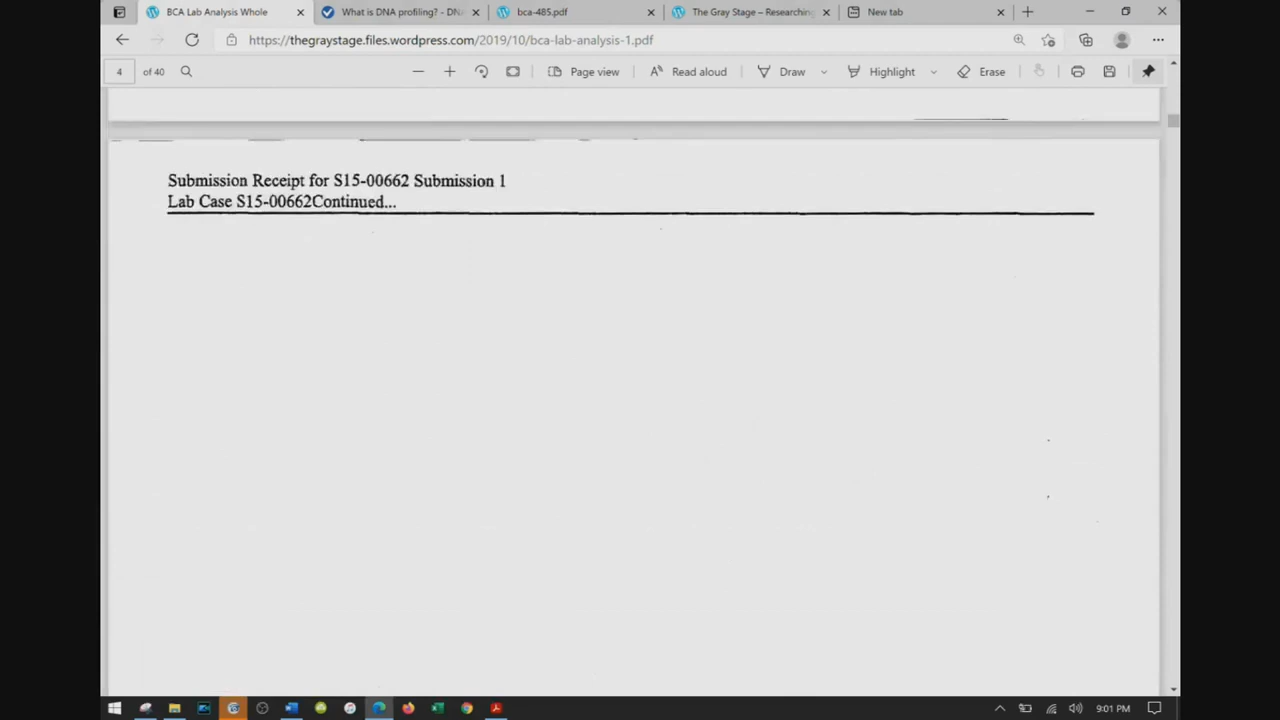 BCA Lab Analysis Whole
What is DNA profiling? - DNA
bca-485.pdf
The Gray Stage – Researching
New tab
https://thegraystage.files.wordpress.com/2019/10/bca-lab-analysis-1.pdf
4 of 40
Page view
Read aloud
Draw
Highlight
Erase
Submission Receipt for S15-00662 Submission 1
Lab Case S15-00662Continued...
9:01 PM